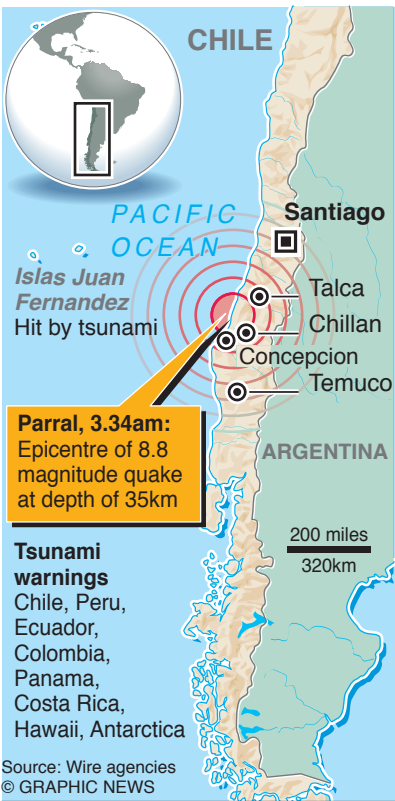 CHILE
PACIFIC
OCEAN
Santiago
Islas Juan
Fernandez
Hit by tsunami
Talca
Chillan
Concepcion
Temuco
Parral, 3.34am:
Epicentre of 8.8
magnitude quake
at depth of 35km
ARGENTINA
200 miles
320km
Tsunami
warnings
Chile, Peru,
Ecuador,
Colombia,
Panama,
Costa Rica,
Hawaii, Antarctica
Source: Wire agencies
© GRAPHIC NEWS